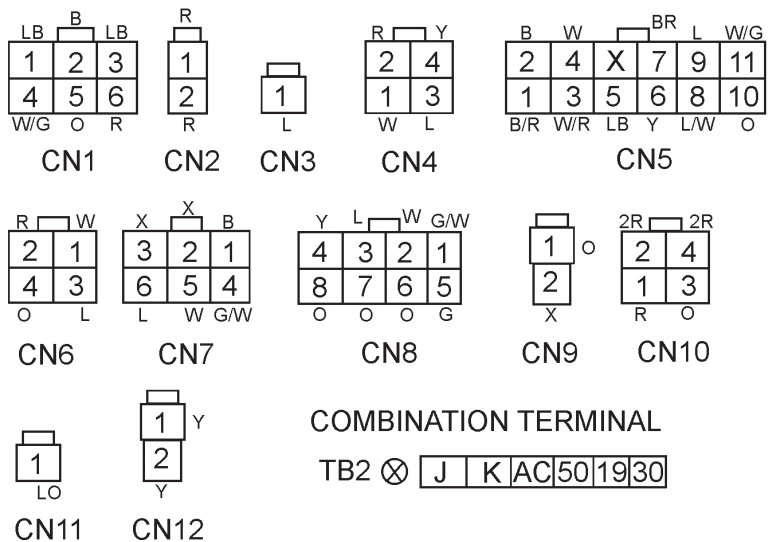 LB B LB
1 2 3
4 5 6
W/G O R
CN1
R
1
2
R
CN2
1
L
CN3
R Y
2 4
1 3
W L
CN4
B W BR L W/G
2 4 X 7 9 11
1 3 5 6 8 10
B/R W/R LB Y L/W O
CN5
R W
2 1
4 3
O L
CN6
X X B
3 2 1
6 5 4
L W G/W
CN7
Y L W G/W
4 3 2 1
8 7 6 5
O O O G
CN8
1 O
2
X
CN9
2R 2R
2 4
1 3
R O
CN10
1
LO
CN11
1 Y
2
Y
CN12
COMBINATION TERMINAL
TB2 J K AC 50 19 30